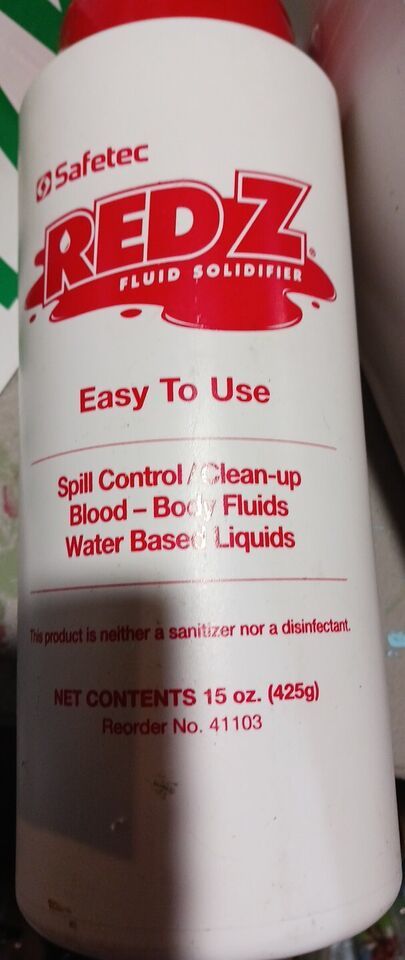 Safetec
RED Z®
FLUID SOLIDIFIER
Easy To Use
Spill Control / Clean-up
Blood – Body Fluids
Water Based Liquids
This product is neither a sanitizer nor a disinfectant.
NET CONTENTS 15 oz. (425g)
Reorder No. 41103